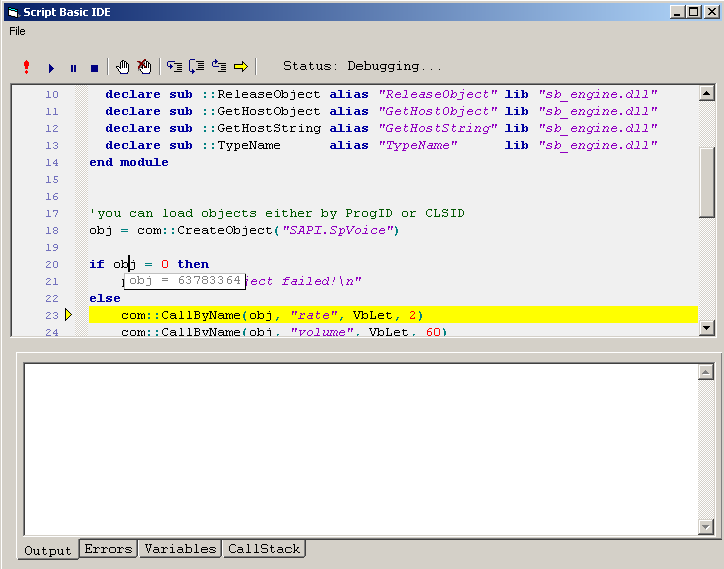 Script Basic IDE
File
Status: Debugging...
10 declare sub ::ReleaseObject alias "ReleaseObject" lib "sb_engine.dll"
11 declare sub ::GetHostObject alias "GetHostObject" lib "sb_engine.dll"
12 declare sub ::GetHostString alias "GetHostString" lib "sb_engine.dll"
13 declare sub ::TypeName alias "TypeName" lib "sb_engine.dll"
14 end module
15
16
17 'you can load objects either by ProgID or CLSID
18 obj = com::CreateObject("SAPI.SpVoice")
19
20 if obj = 0 then
obj = 63783364
21 ject failed!\n"
22 else
23 com::CallByName(obj, "rate", VbLet, 2)
24 com::CallByName(obj, "volume", VbLet, 60)
Output Errors Variables CallStack